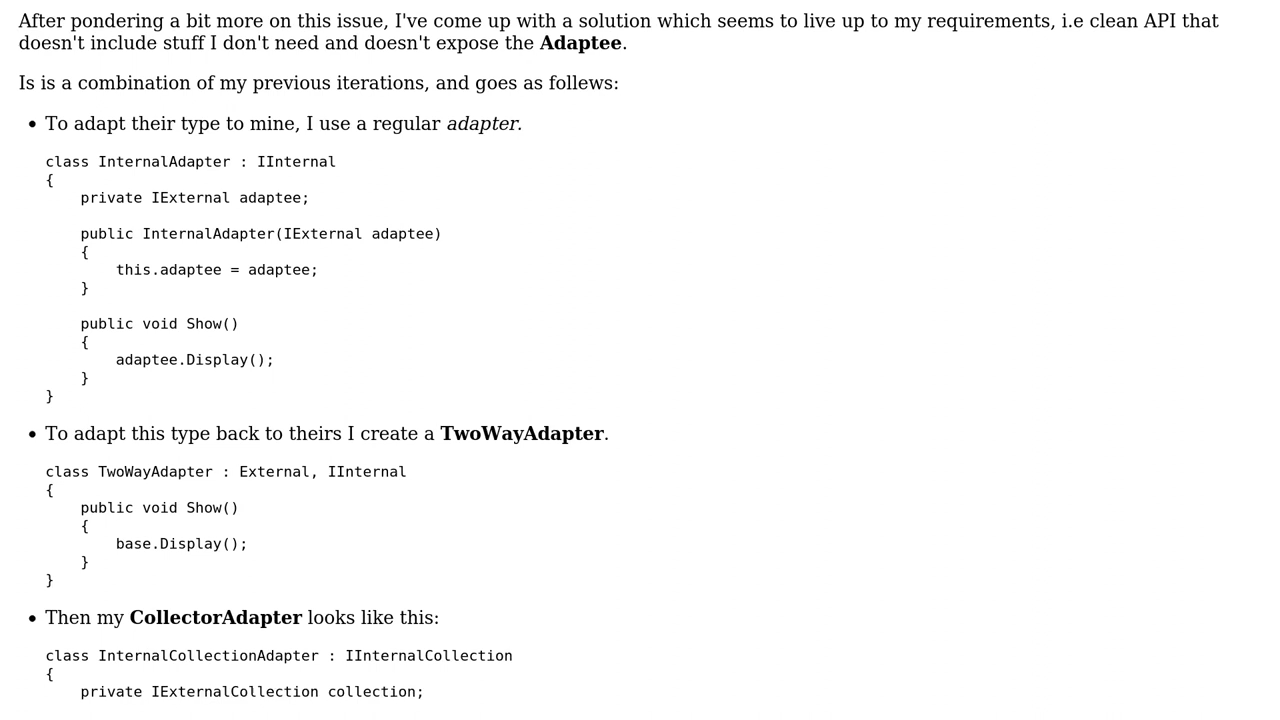 After pondering a bit more on this issue, I've come up with a solution which seems to live up to my requirements, i.e clean API that
doesn't include stuff I don't need and doesn't expose the Adaptee.
Is is a combination of my previous iterations, and goes as follews:
• To adapt their type to mine, I use a regular adapter.
class InternalAdapter : IInternal
{
    private IExternal adaptee;

    public InternalAdapter(IExternal adaptee)
    {
        this.adaptee = adaptee;
    }

    public void Show()
    {
        adaptee.Display();
    }
}
• To adapt this type back to theirs I create a TwoWayAdapter.
class TwoWayAdapter : External, IInternal
{
    public void Show()
    {
        base.Display();
    }
}
• Then my CollectorAdapter looks like this:
class InternalCollectionAdapter : IInternalCollection
{
    private IExternalCollection collection;